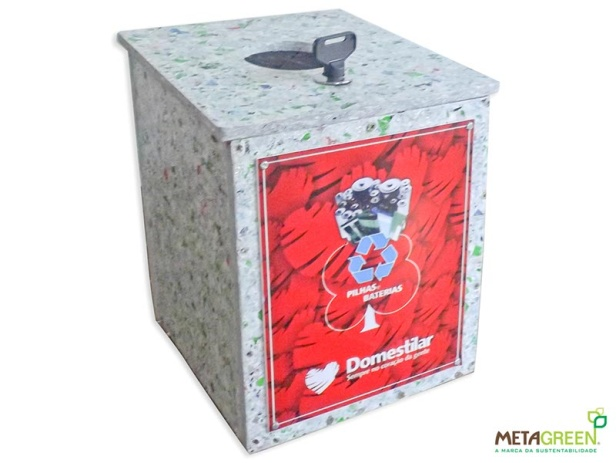 PILHAS e
BATERIAS
Domestilar
Sempre no coração da gente
METAGREEN
A MARCA DA SUSTENTABILIDADE